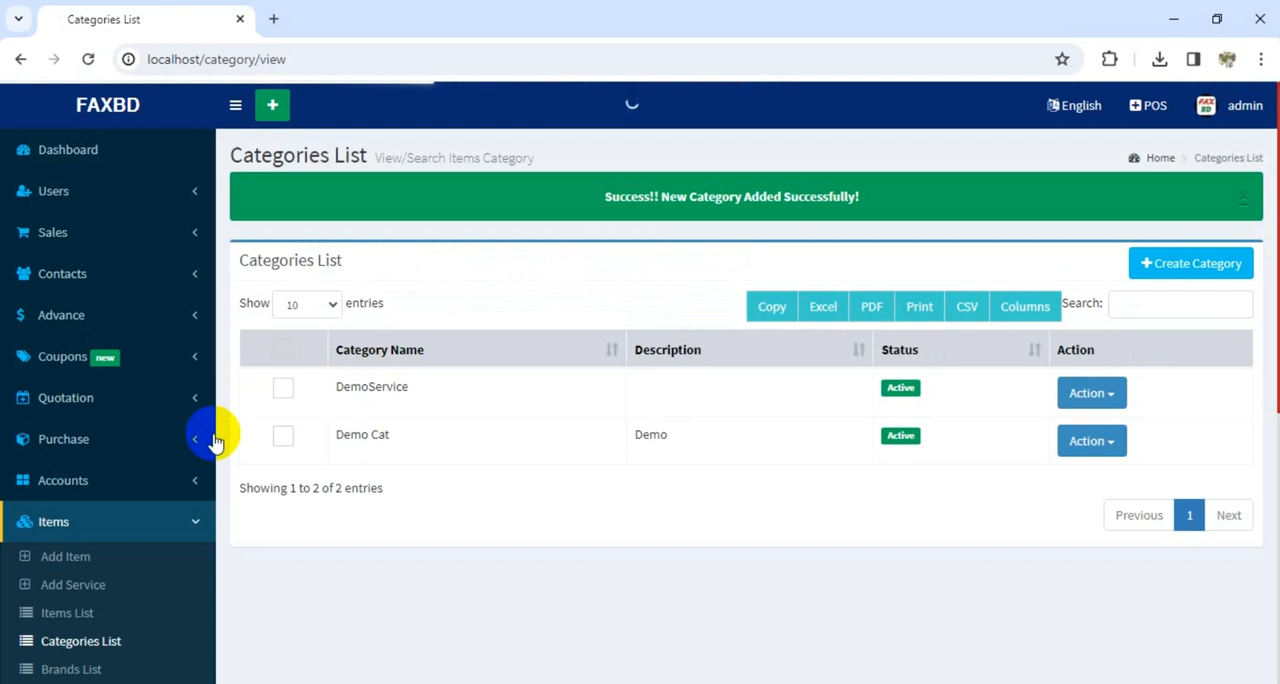 Categories List
localhost/category/view
FAXBD
English
POS
FAX BD
admin
Dashboard
Users
Sales
Contacts
Advance
Coupons new
Quotation
Purchase
Accounts
Items
Add Item
Add Service
Items List
Categories List
Brands List
Categories List View/Search Items Category
Home > Categories List
Success!! New Category Added Successfully!
×
Categories List
Create Category
Show 10 entries
Copy Excel PDF Print CSV Columns Search:
Category Name Description Status Action
DemoService Active Action
Demo Cat Demo Active Action
Showing 1 to 2 of 2 entries
Previous 1 Next